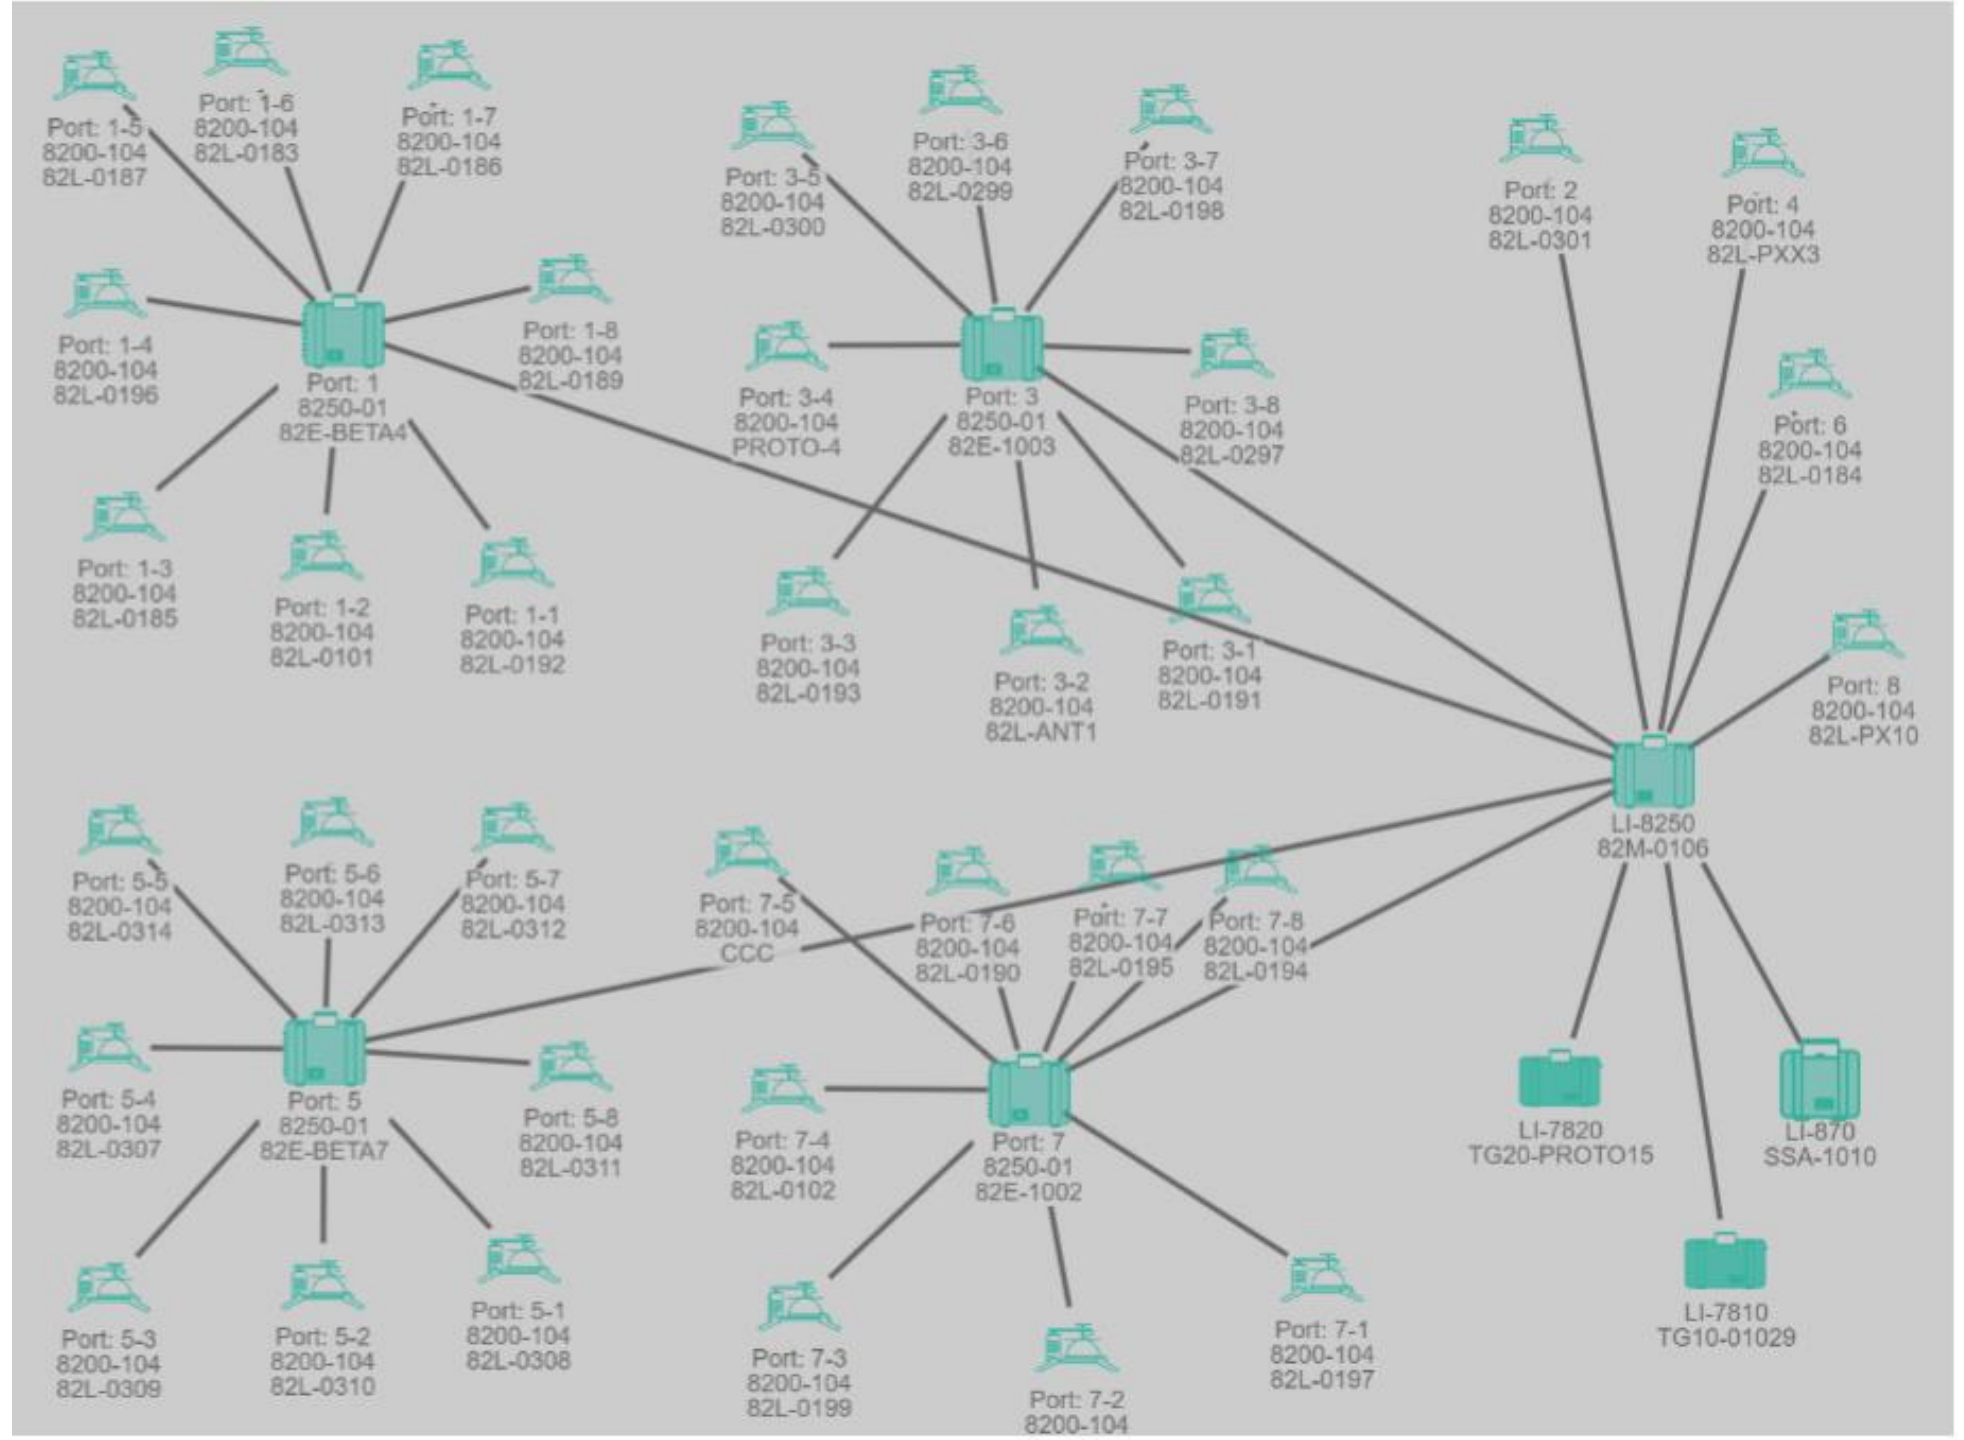 Port: 1-5
8200-104
82L-0187
Port: 1-6
8200-104
82L-0183
Port: 1-7
8200-104
82L-0186
Port: 1-4
8200-104
82L-0196
Port: 1
8250-01
82E-BETA4
Port: 1-8
8200-104
82L-0189
Port: 1-3
8200-104
82L-0185
Port: 1-2
8200-104
82L-0101
Port: 1-1
8200-104
82L-0192
Port: 3-5
8200-104
82L-0300
Port: 3-6
8200-104
82L-0299
Port: 3-7
8200-104
82L-0198
Port: 3-4
8200-104
PROTO-4
Port: 3
8250-01
82E-1003
Port: 3-8
8200-104
82L-0297
Port: 3-3
8200-104
82L-0193
Port: 3-2
8200-104
82L-ANT1
Port: 3-1
8200-104
82L-0191
Port: 2
8200-104
82L-0301
Port: 4
8200-104
82L-PXX3
Port: 6
8200-104
82L-0184
Port: 8
8200-104
82L-PX10
LI-8250
82M-0106
Port: 5-5
8200-104
82L-0314
Port: 5-6
8200-104
82L-0313
Port: 5-7
8200-104
82L-0312
Port: 5-4
8200-104
82L-0307
Port: 5
8250-01
82E-BETA7
Port: 5-8
8200-104
82L-0311
Port: 5-3
8200-104
82L-0309
Port: 5-2
8200-104
82L-0310
Port: 5-1
8200-104
82L-0308
Port: 7-5
8200-104
CCC
Port: 7-6
8200-104
82L-0190
Port: 7-7
8200-104
82L-0195
Port: 7-8
8200-104
82L-0194
Port: 7-4
8200-104
82L-0102
Port: 7
8250-01
82E-1002
Port: 7-3
8200-104
82L-0199
Port: 7-2
8200-104
Port: 7-1
8200-104
82L-0197
LI-7820
TG20-PROTO15
LI-870
SSA-1010
LI-7810
TG10-01029